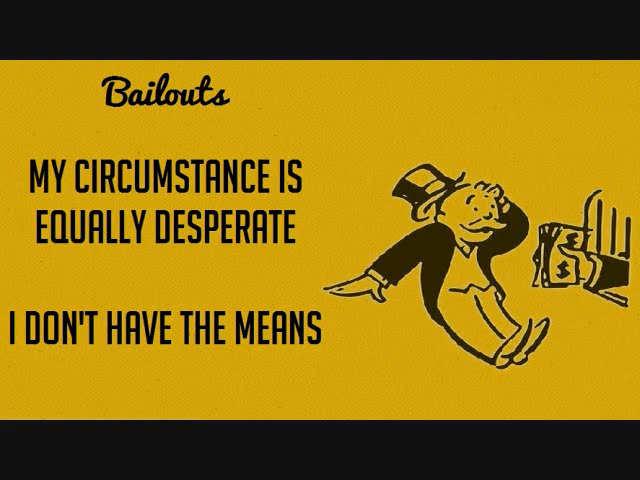 Bailouts
MY CIRCUMSTANCE IS
EQUALLY DESPERATE
I DON'T HAVE THE MEANS
$
$